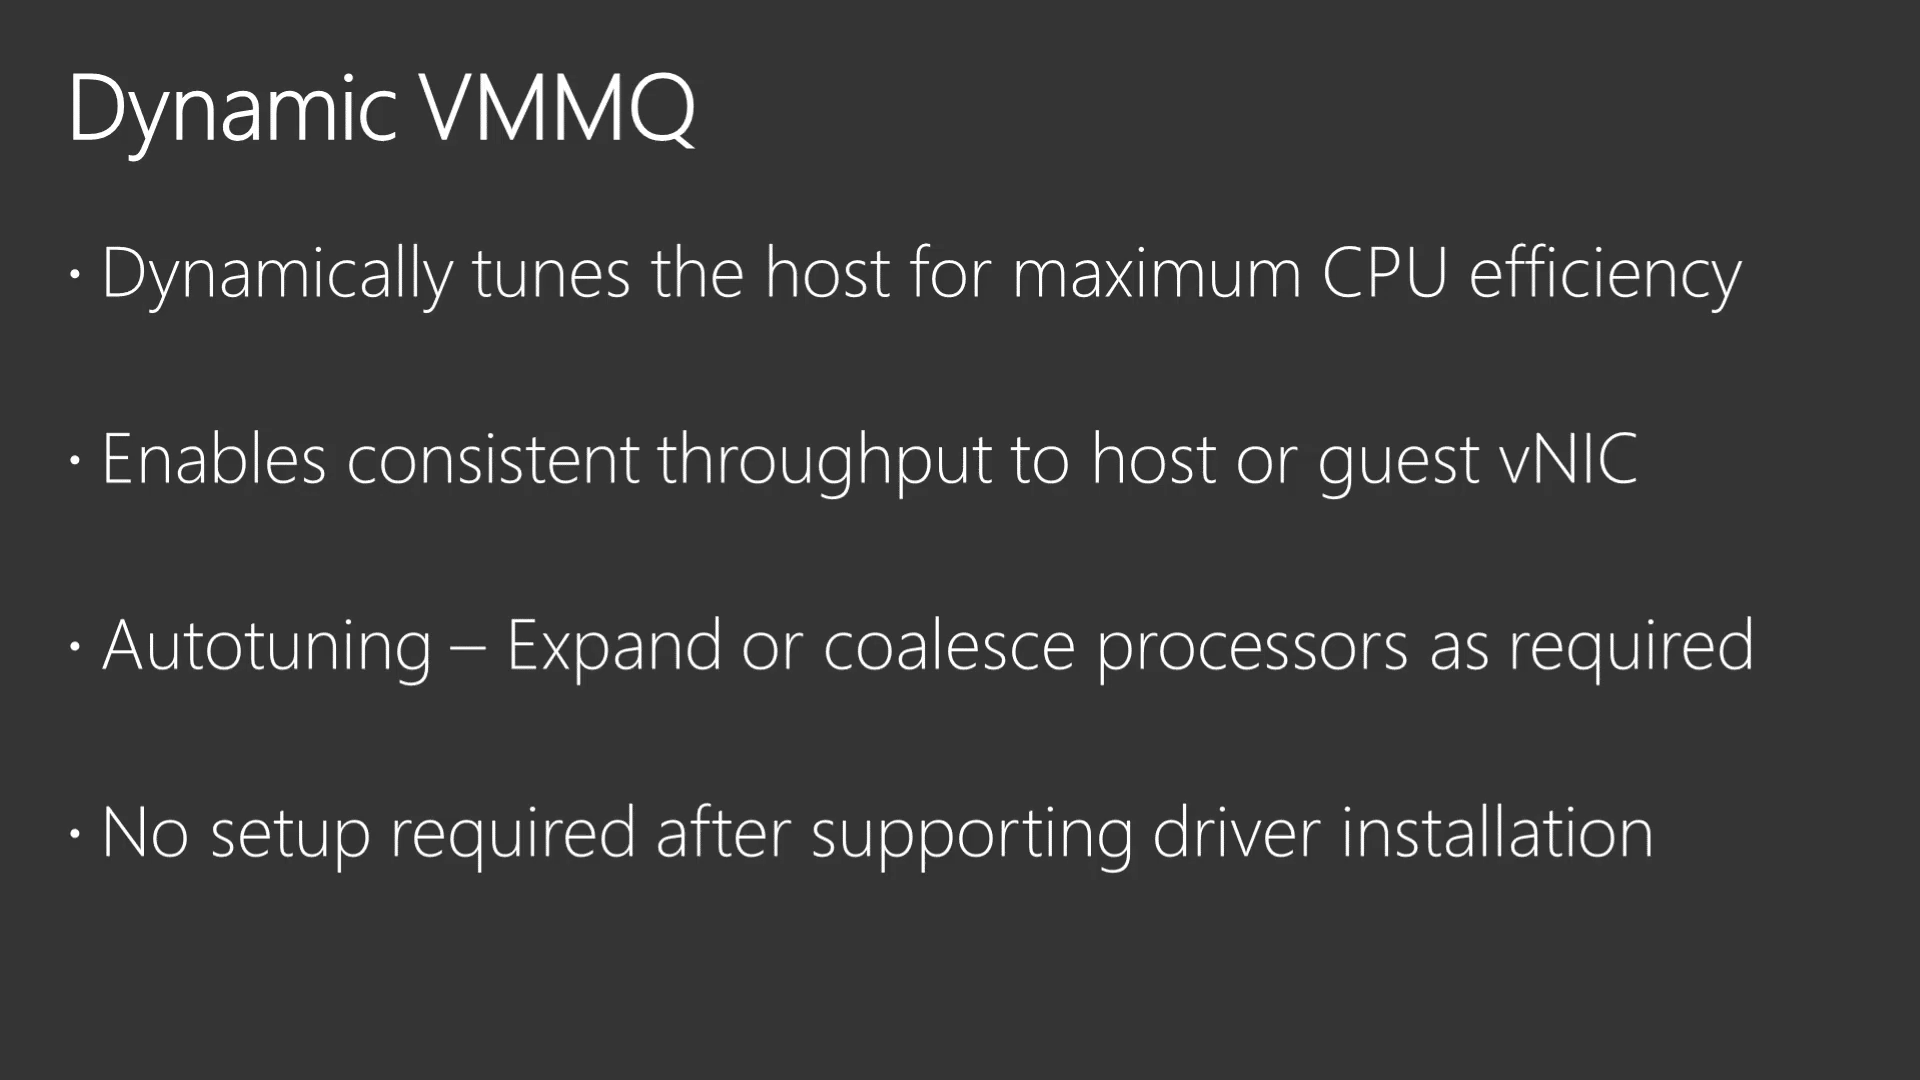 Dynamic VMMQ
· Dynamically tunes the host for maximum CPU efficiency
· Enables consistent throughput to host or guest vNIC
· Autotuning – Expand or coalesce processors as required
· No setup required after supporting driver installation